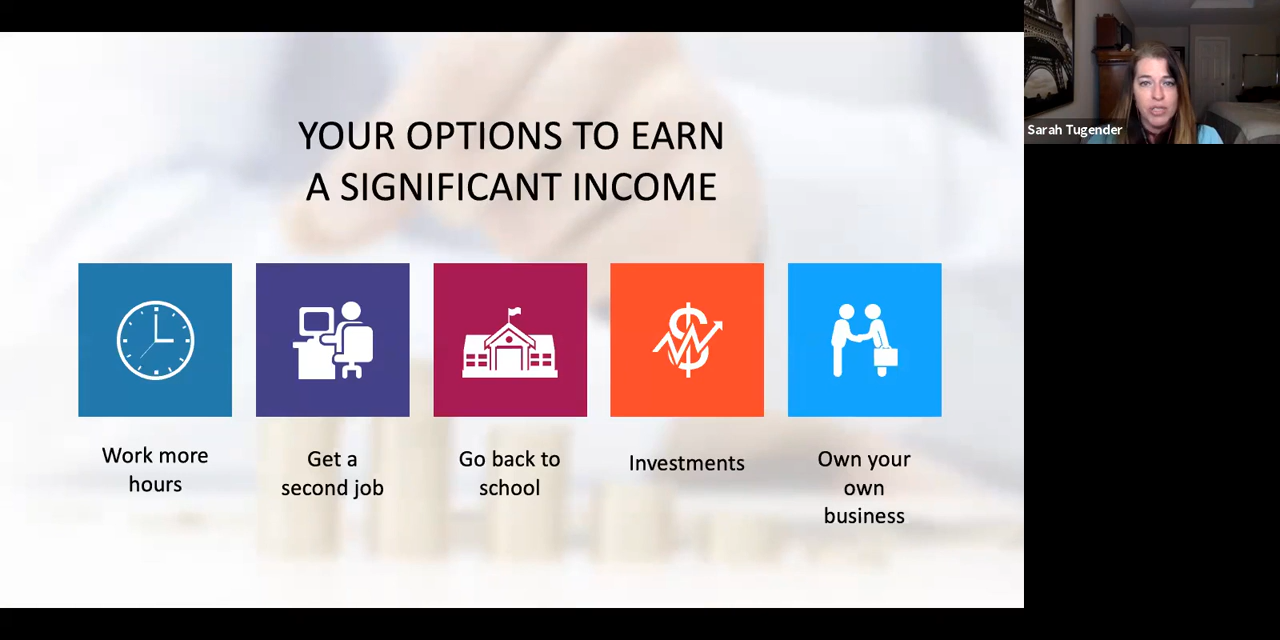 YOUR OPTIONS TO EARN
A SIGNIFICANT INCOME
Work more
hours
Get a
second job
Go back to
school
Investments
Own your
own
business
Sarah Tugender